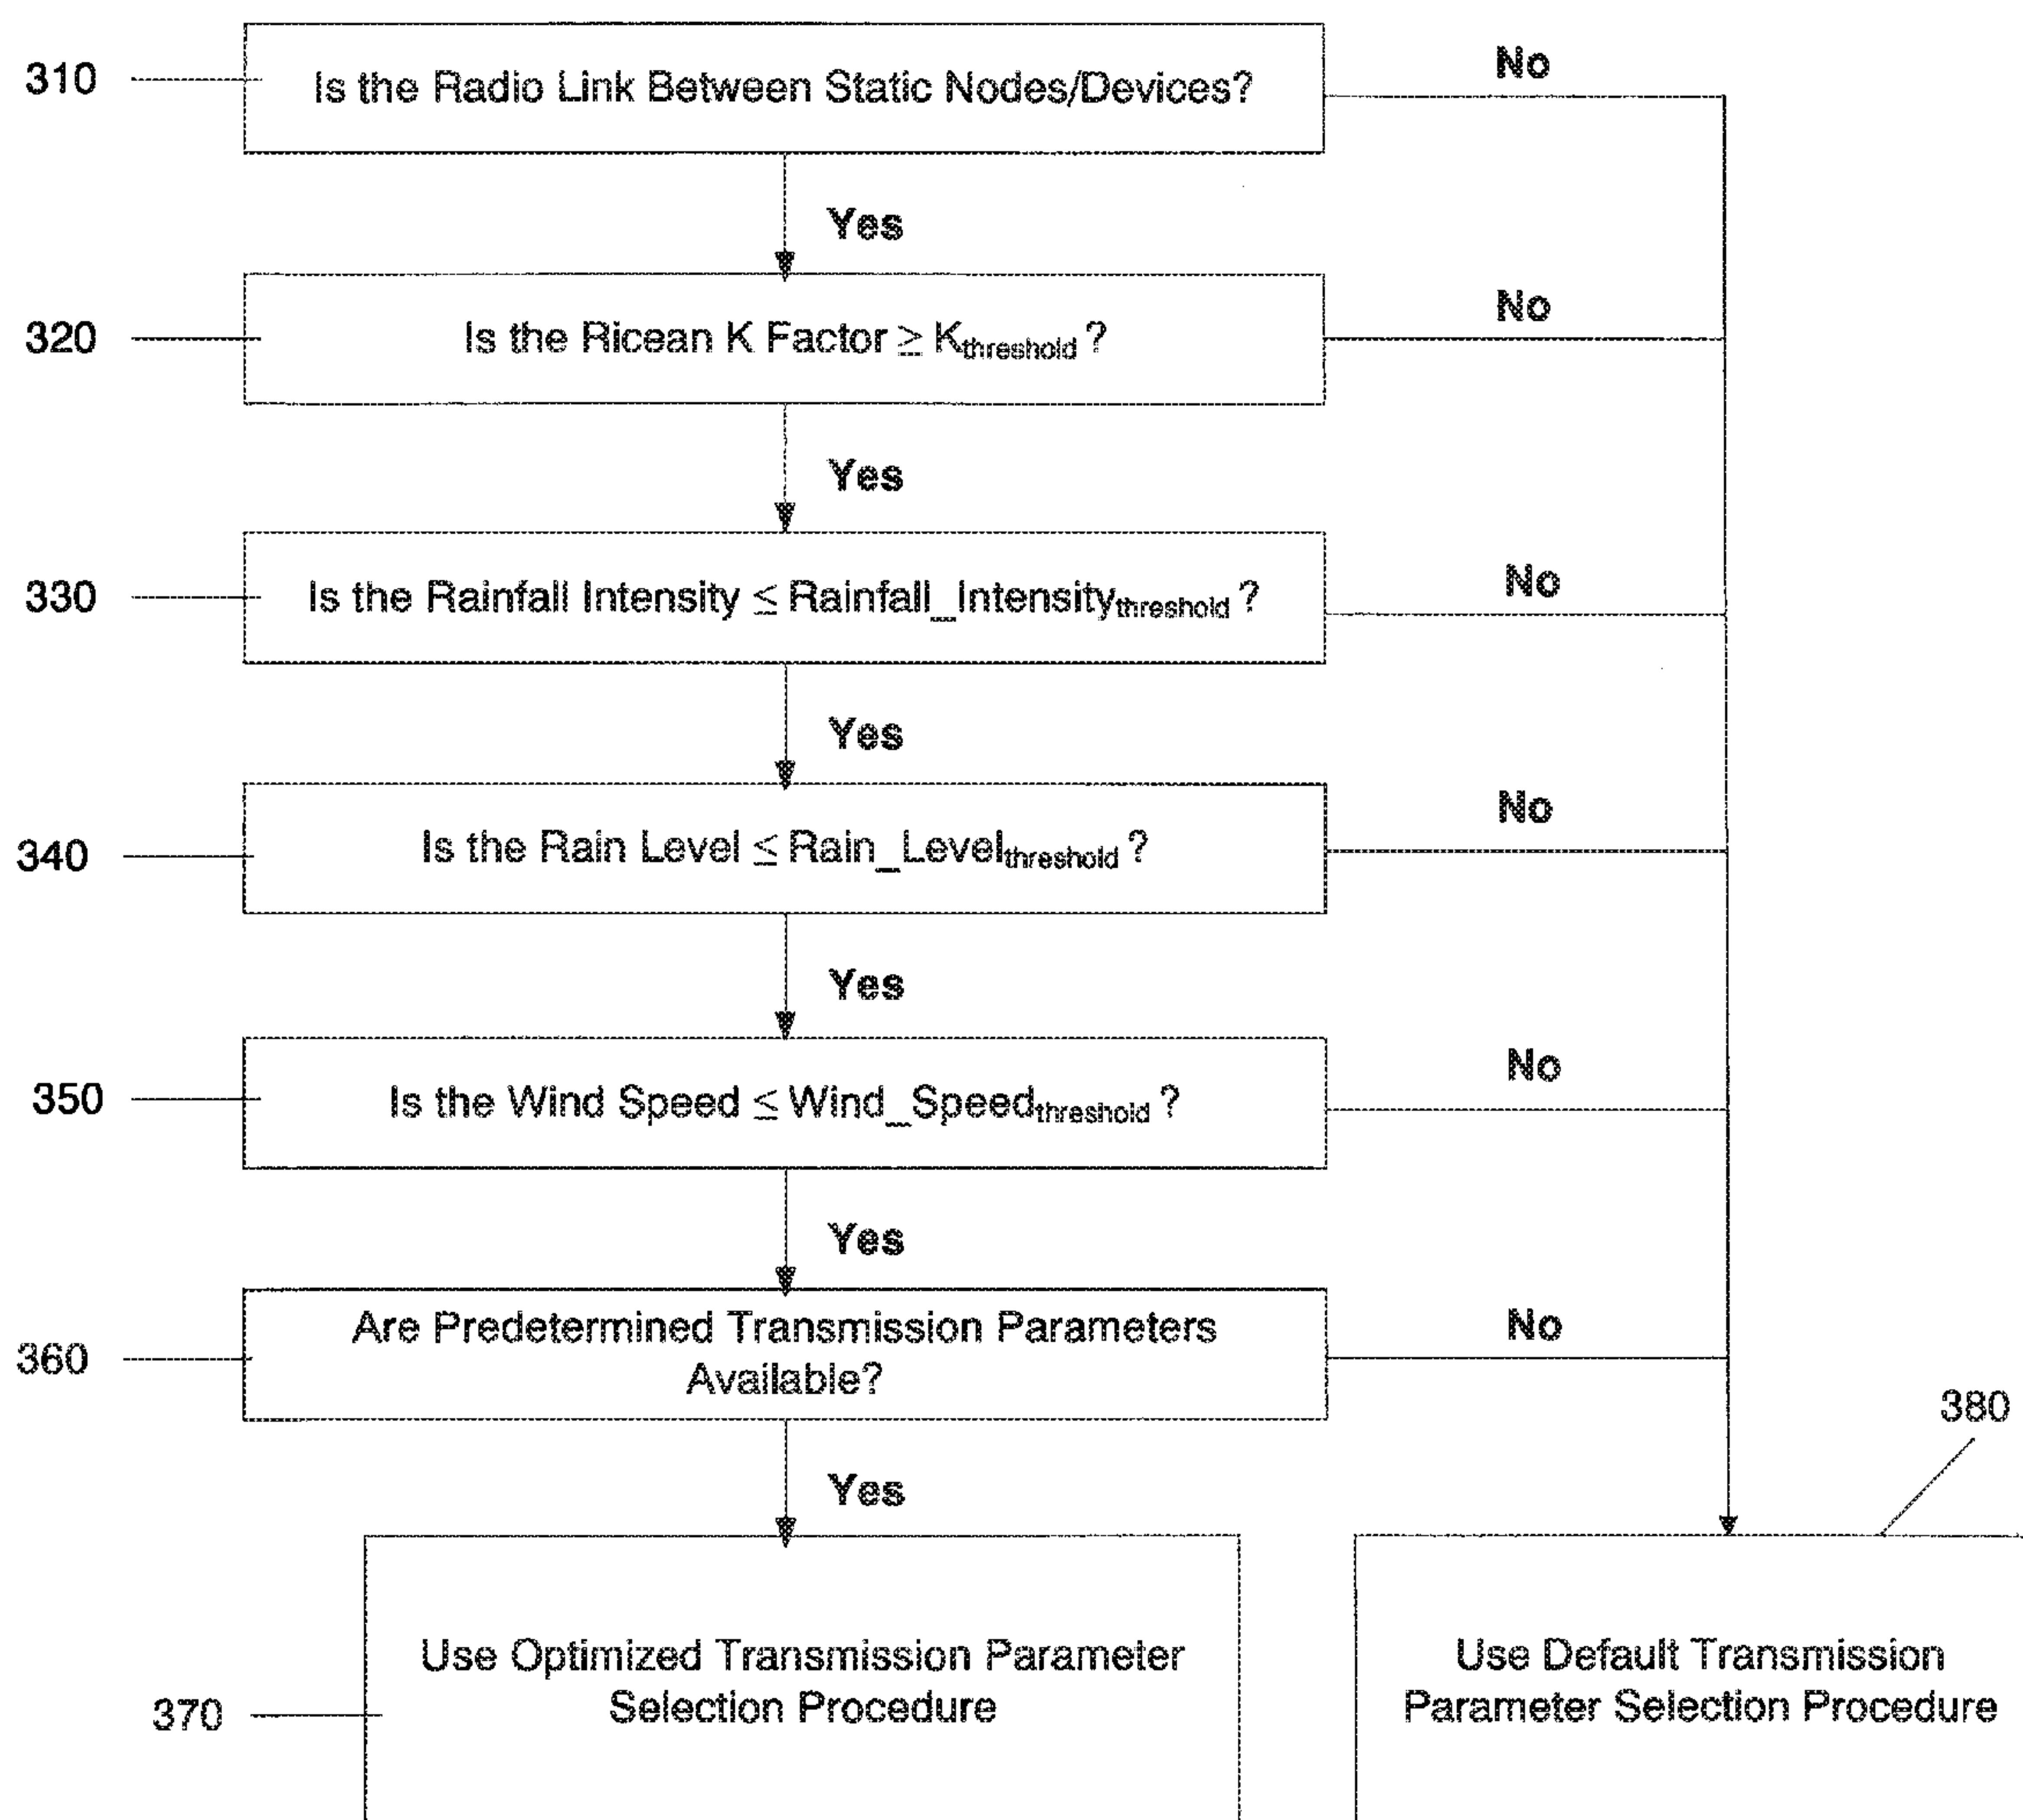 310
Is the Radio Link Between Static Nodes/Devices?
No
Yes
320
Is the Ricean K Factor ≥ Kthreshold ?
No
Yes
330
Is the Rainfall Intensity ≤ Rainfall_Intensitythreshold ?
No
Yes
340
Is the Rain Level ≤ Rain_Levelthreshold ?
No
Yes
350
Is the Wind Speed ≤ Wind_Speedthreshold ?
No
Yes
360
Are Predetermined Transmission Parameters
Available?
No
Yes
380
370
Use Optimized Transmission Parameter
Selection Procedure
Use Default Transmission
Parameter Selection Procedure